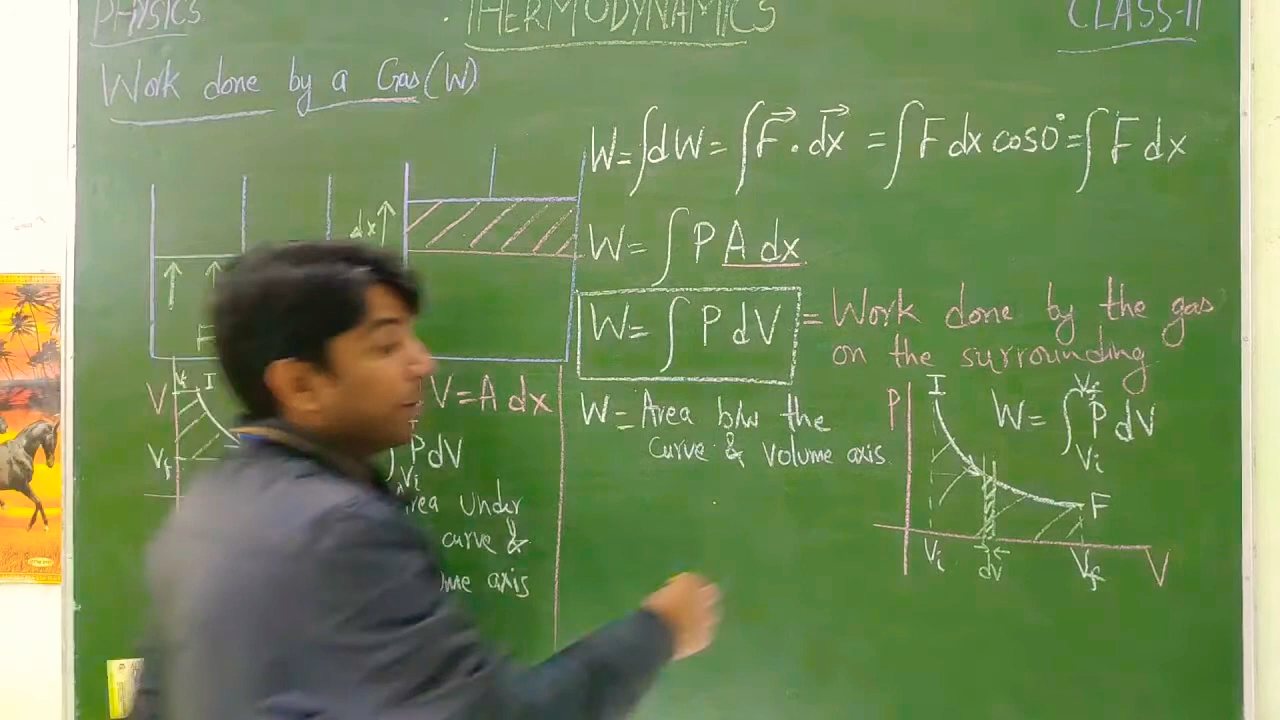 PHYSICS
THERMODYNAMICS
CLASS-11
Work done by a Gas (W)
W = ∫dW = ∫F⃗ · dx⃗ = ∫F dx cos0° = ∫F dx
dx
W = ∫ P A dx
F
W = ∫ P dV = Work done by the gas
on the surrounding
V I
V = A dx
W = Area b/w the
curve & volume axis
P I
W = ∫ P dV
Vf
Vi
F
Vf
∫ P dV
Vi
Area Under
curve &
axis
Vi dV Vf V